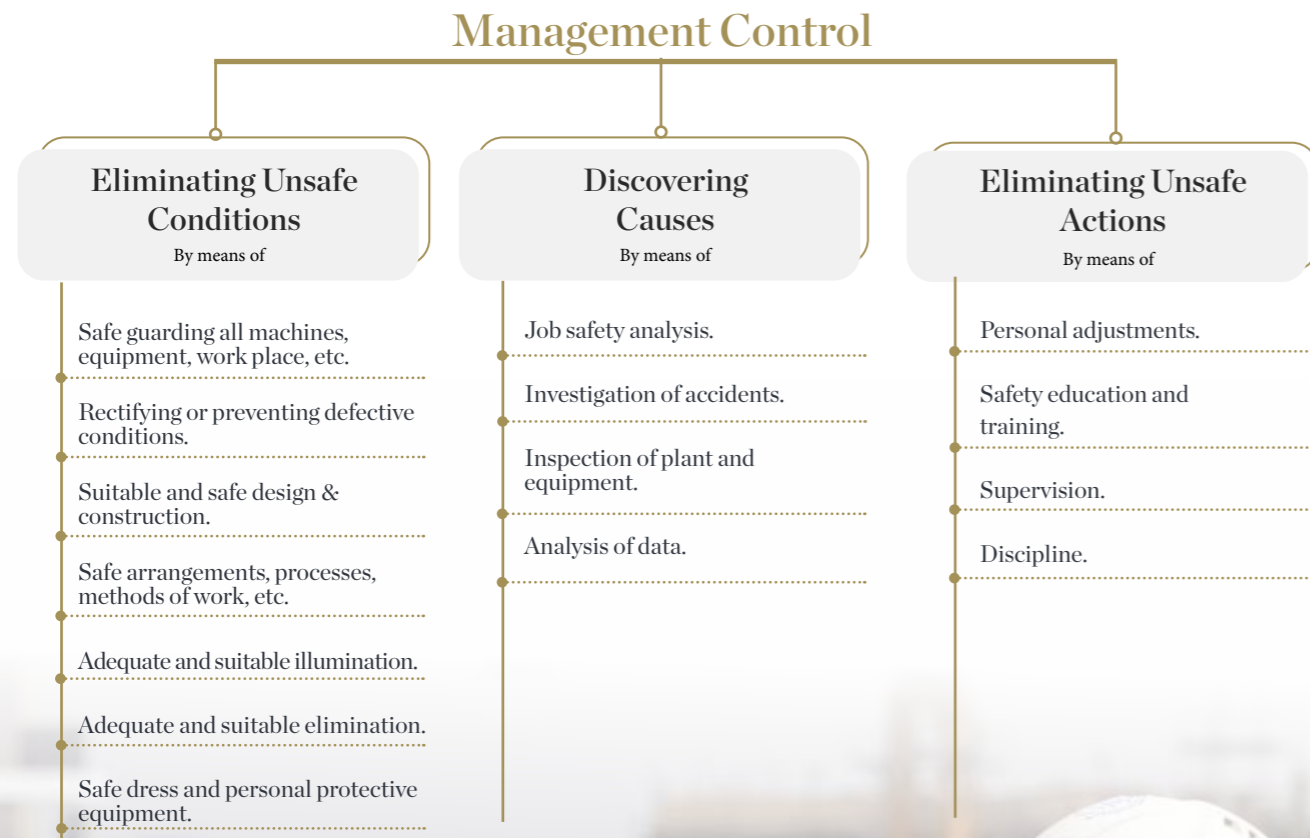 Management Control
Eliminating Unsafe
Conditions
By means of
Safe guarding all machines,
equipment, work place, etc.
Rectifying or preventing defective
conditions.
Suitable and safe design &
construction.
Safe arrangements, processes,
methods of work, etc.
Adequate and suitable illumination.
Adequate and suitable elimination.
Safe dress and personal protective
equipment.
Discovering
Causes
By means of
Job safety analysis.
Investigation of accidents.
Inspection of plant and
equipment.
Analysis of data.
Eliminating Unsafe
Actions
By means of
Personal adjustments.
Safety education and
training.
Supervision.
Discipline.